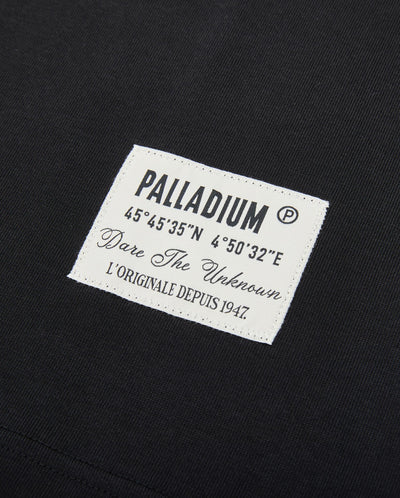 PALLADIUM Ⓟ
45°45'35"N 4°50'32"E
Dare The Unknown
L'ORIGINALE DEPUIS 1947.